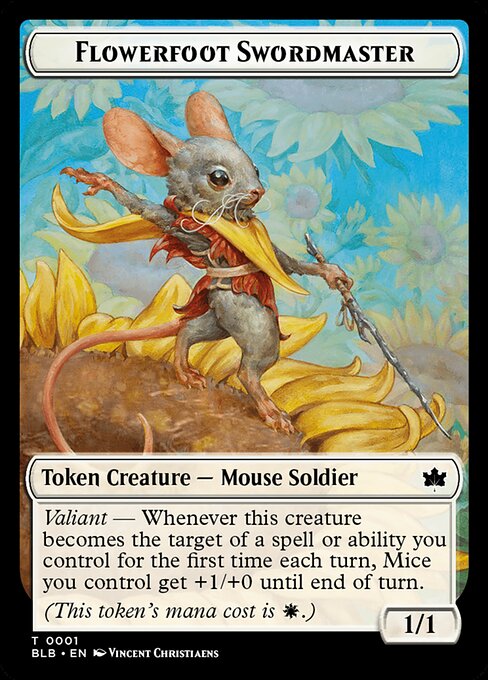 Flowerfoot Swordmaster
Token Creature — Mouse Soldier
Valiant — Whenever this creature
becomes the target of a spell or ability you
control for the first time each turn, Mice
you control get +1/+0 until end of turn.
(This token's mana cost is .)
1/1
T 0001
BLB • EN Vincent Christiaens